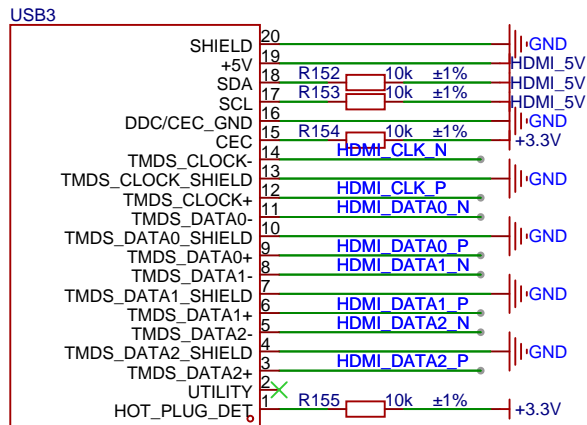 USB3
SHIELD 20 GND
+5V 19 HDMI_5V
SDA 18 R152 10k ±1% HDMI_5V
SCL 17 R153 10k ±1% HDMI_5V
DDC/CEC_GND 16 GND
CEC 15 R154 10k ±1% +3.3V
TMDS_CLOCK- 14 HDMI_CLK_N
TMDS_CLOCK_SHIELD 13 GND
TMDS_CLOCK+ 12 HDMI_CLK_P
TMDS_DATA0- 11 HDMI_DATA0_N
TMDS_DATA0_SHIELD 10 GND
TMDS_DATA0+ 9 HDMI_DATA0_P
TMDS_DATA1- 8 HDMI_DATA1_N
TMDS_DATA1_SHIELD 7 GND
TMDS_DATA1+ 6 HDMI_DATA1_P
TMDS_DATA2- 5 HDMI_DATA2_N
TMDS_DATA2_SHIELD 4 GND
TMDS_DATA2+ 3 HDMI_DATA2_P
UTILITY 2
HOT_PLUG_DET 1 R155 10k ±1% +3.3V